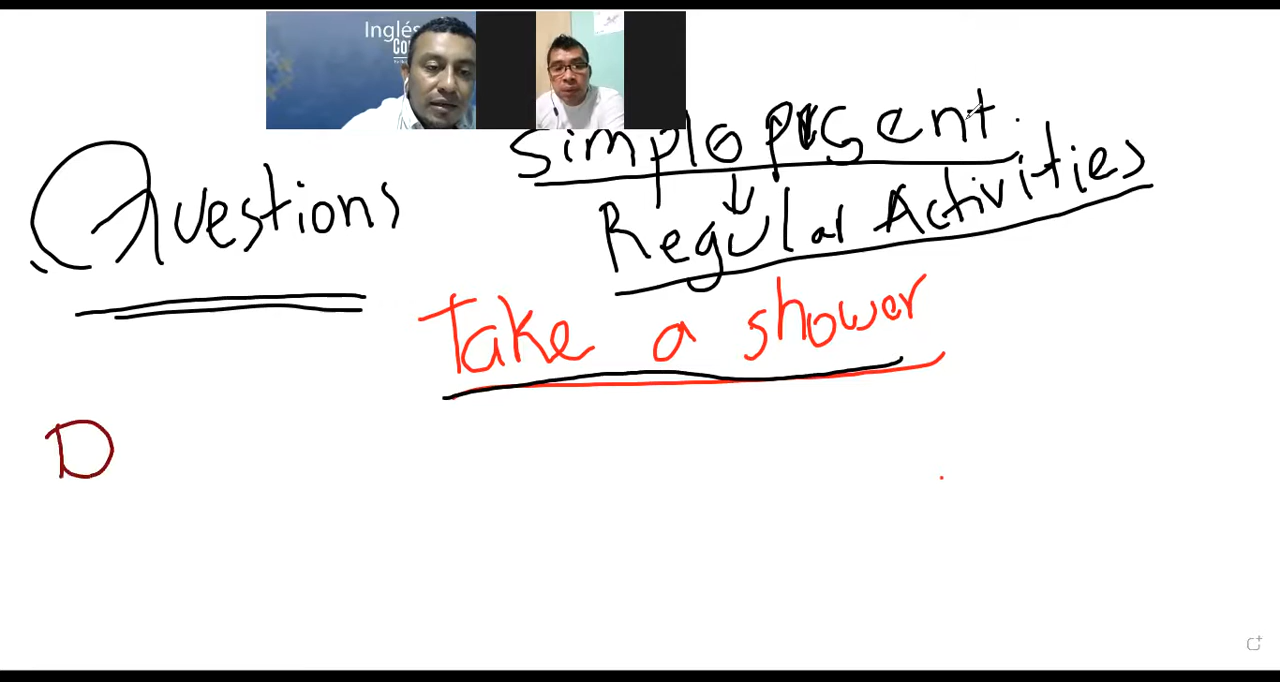 Inglés
Simple present.
Questions
Regular Activities
Take a shower
D